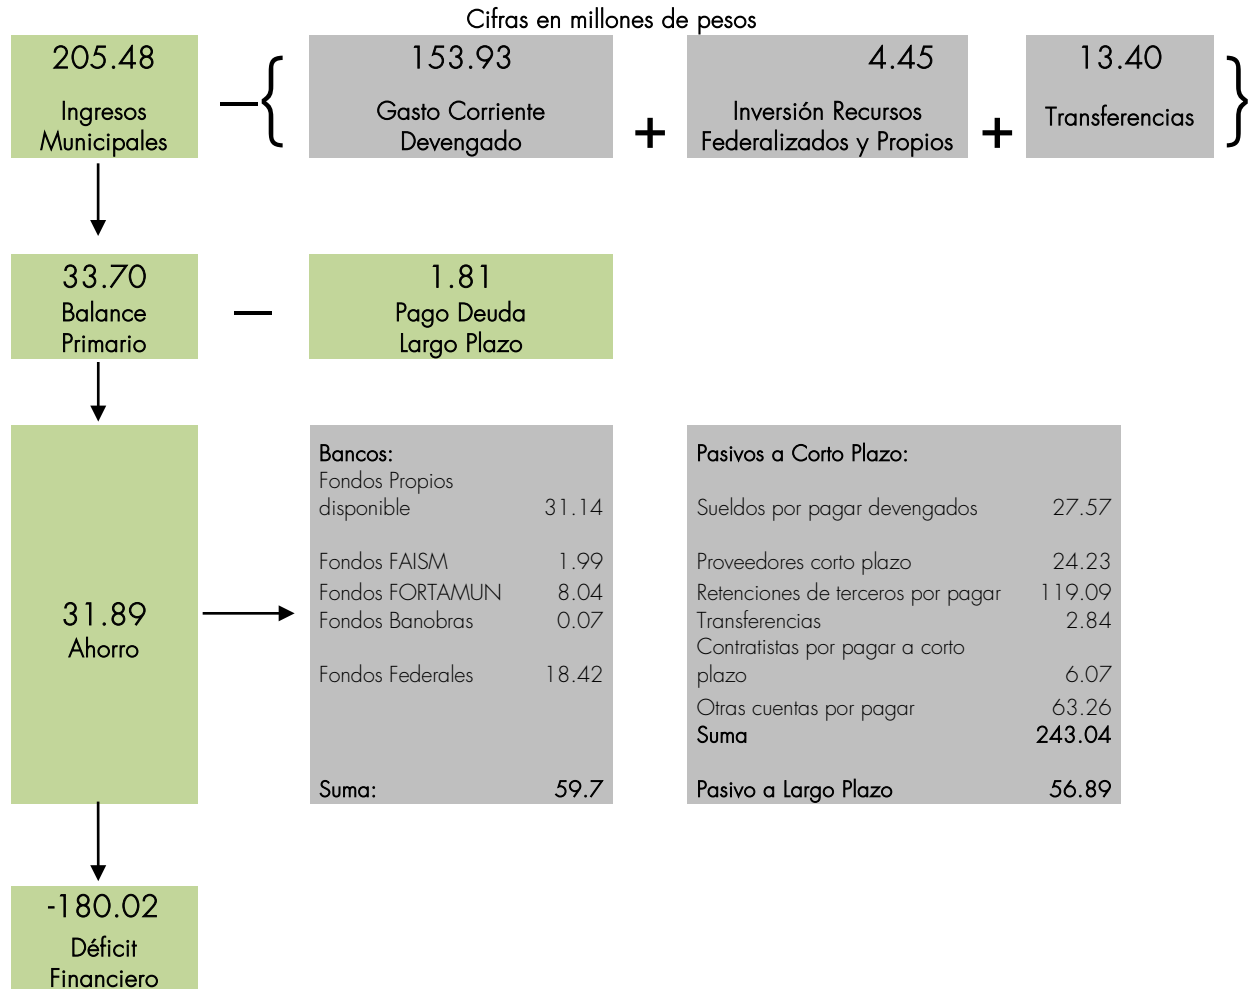 Cifras en millones de pesos
205.48
Ingresos
Municipales
— {
153.93
Gasto Corriente
Devengado
+
4.45
Inversión Recursos
Federalizados y Propios
+
13.40
Transferencias
}
33.70
Balance
Primario
—
1.81
Pago Deuda
Largo Plazo
31.89
Ahorro
Bancos:
Fondos Propios
disponible 31.14
Fondos FAISM 1.99
Fondos FORTAMUN 8.04
Fondos Banobras 0.07
Fondos Federales 18.42
Suma: 59.7
Pasivos a Corto Plazo:
Sueldos por pagar devengados 27.57
Proveedores corto plazo 24.23
Retenciones de terceros por pagar 119.09
Transferencias 2.84
Contratistas por pagar a corto
plazo 6.07
Otras cuentas por pagar 63.26
Suma 243.04
Pasivo a Largo Plazo 56.89
-180.02
Déficit
Financiero